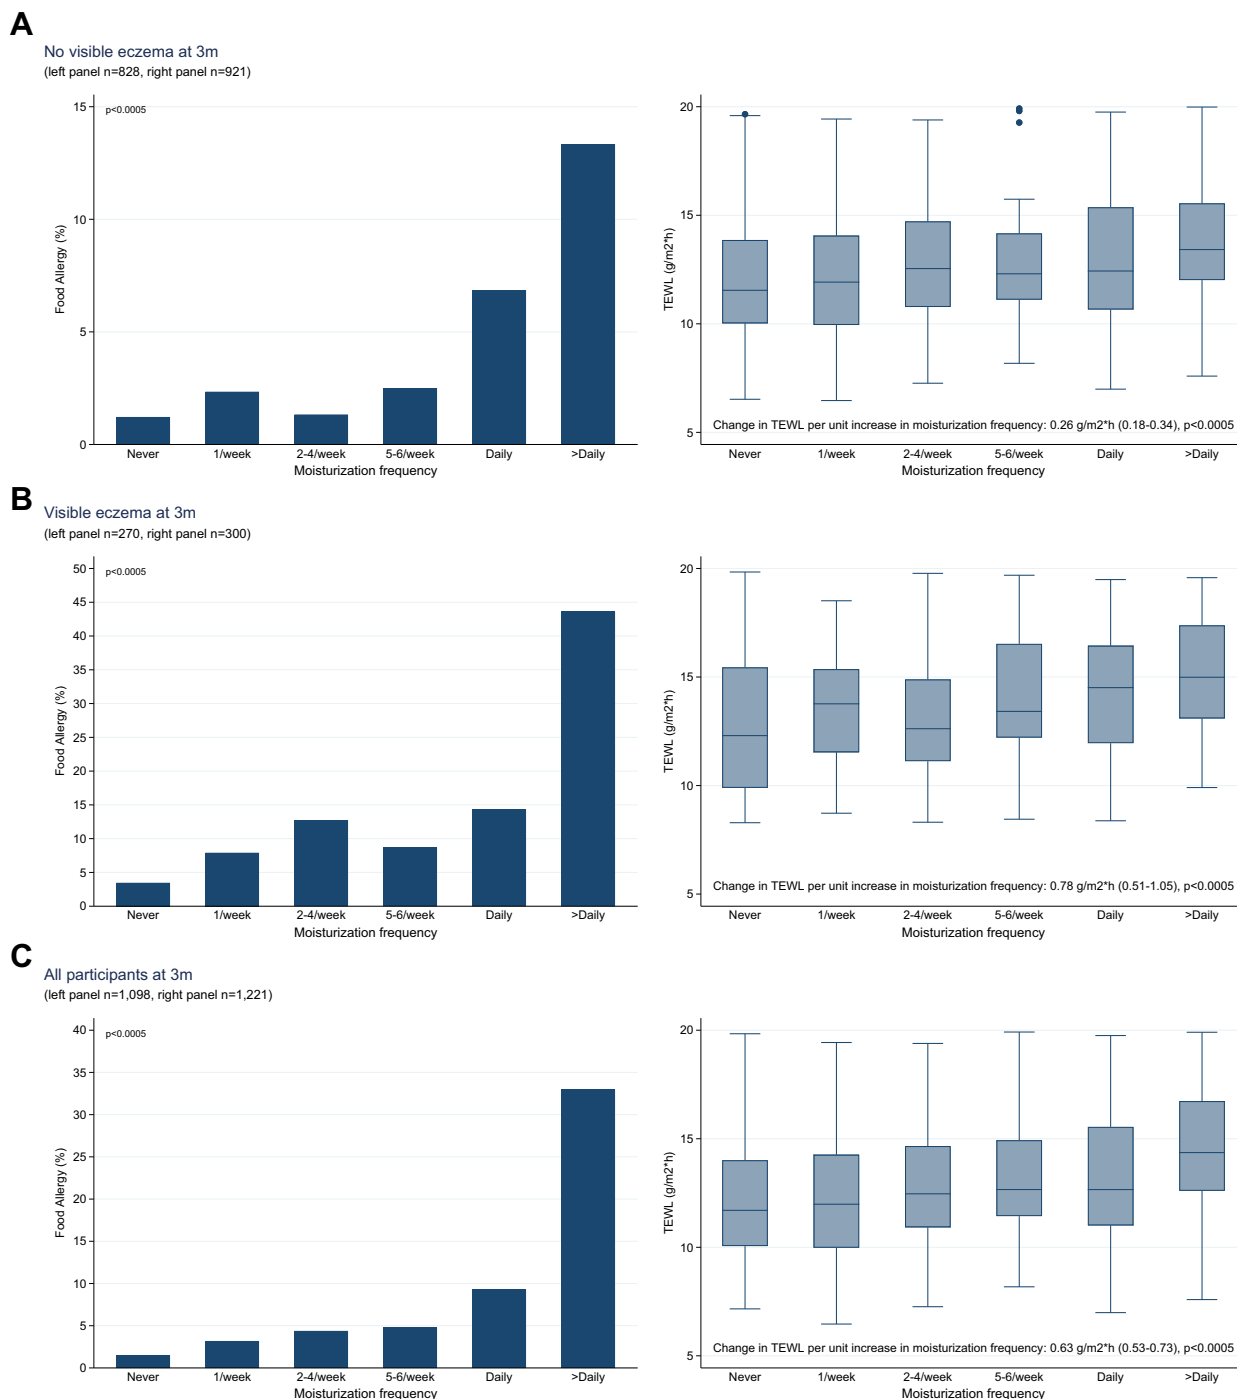 A
No visible eczema at 3m
(left panel n=828, right panel n=921)
p<0.0005
15
10
5
0
Food Allergy (%)
Never 1/week 2-4/week 5-6/week Daily >Daily
Moisturization frequency
20
15
10
5
TEWL (g/m2*h)
Change in TEWL per unit increase in moisturization frequency: 0.26 g/m2*h (0.18-0.34), p<0.0005
Never 1/week 2-4/week 5-6/week Daily >Daily
Moisturization frequency
B
Visible eczema at 3m
(left panel n=270, right panel n=300)
p<0.0005
50
45
40
35
30
25
20
15
10
5
0
Food Allergy (%)
Never 1/week 2-4/week 5-6/week Daily >Daily
Moisturization frequency
20
15
10
5
TEWL (g/m2*h)
Change in TEWL per unit increase in moisturization frequency: 0.78 g/m2*h (0.51-1.05), p<0.0005
Never 1/week 2-4/week 5-6/week Daily >Daily
Moisturization frequency
C
All participants at 3m
(left panel n=1,098, right panel n=1,221)
p<0.0005
40
35
30
25
20
15
10
5
0
Food Allergy (%)
Never 1/week 2-4/week 5-6/week Daily >Daily
Moisturization frequency
20
15
10
5
TEWL (g/m2*h)
Change in TEWL per unit increase in moisturization frequency: 0.63 g/m2*h (0.53-0.73), p<0.0005
Never 1/week 2-4/week 5-6/week Daily >Daily
Moisturization frequency